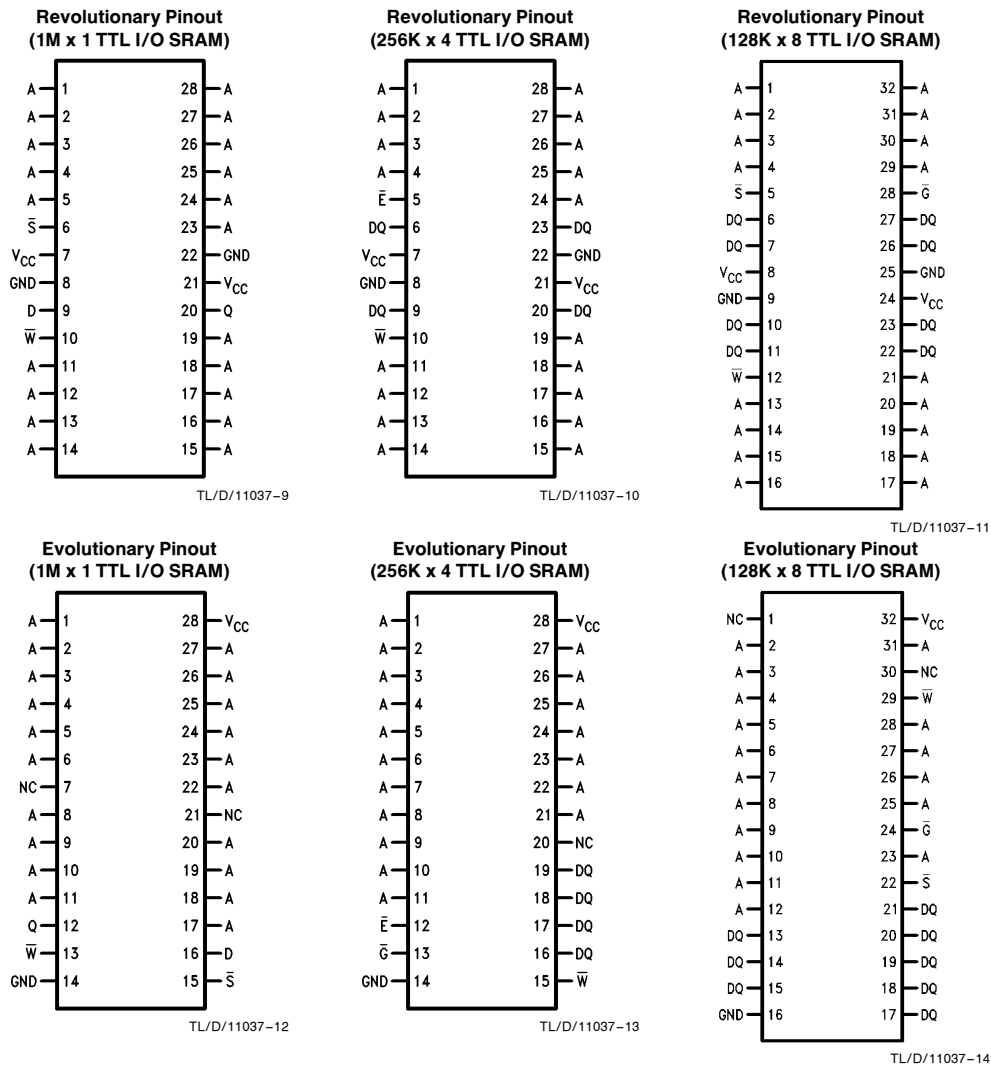 Revolutionary Pinout
(1M x 1 TTL I/O SRAM)
A 1 28 A
A 2 27 A
A 3 26 A
A 4 25 A
A 5 24 A
S̅ 6 23 A
VCC 7 22 GND
GND 8 21 VCC
D 9 20 Q
W̅ 10 19 A
A 11 18 A
A 12 17 A
A 13 16 A
A 14 15 A
TL/D/11037–9
Revolutionary Pinout
(256K x 4 TTL I/O SRAM)
A 1 28 A
A 2 27 A
A 3 26 A
A 4 25 A
E̅ 5 24 A
DQ 6 23 DQ
VCC 7 22 GND
GND 8 21 VCC
DQ 9 20 DQ
W̅ 10 19 A
A 11 18 A
A 12 17 A
A 13 16 A
A 14 15 A
TL/D/11037–10
Revolutionary Pinout
(128K x 8 TTL I/O SRAM)
A 1 32 A
A 2 31 A
A 3 30 A
A 4 29 A
S̅ 5 28 G̅
DQ 6 27 DQ
DQ 7 26 DQ
VCC 8 25 GND
GND 9 24 VCC
DQ 10 23 DQ
DQ 11 22 DQ
W̅ 12 21 A
A 13 20 A
A 14 19 A
A 15 18 A
A 16 17 A
TL/D/11037–11
Evolutionary Pinout
(1M x 1 TTL I/O SRAM)
A 1 28 VCC
A 2 27 A
A 3 26 A
A 4 25 A
A 5 24 A
A 6 23 A
NC 7 22 A
A 8 21 NC
A 9 20 A
A 10 19 A
A 11 18 A
Q 12 17 A
W̅ 13 16 D
GND 14 15 S̅
TL/D/11037–12
Evolutionary Pinout
(256K x 4 TTL I/O SRAM)
A 1 28 VCC
A 2 27 A
A 3 26 A
A 4 25 A
A 5 24 A
A 6 23 A
A 7 22 A
A 8 21 A
A 9 20 NC
A 10 19 DQ
A 11 18 DQ
E̅ 12 17 DQ
G̅ 13 16 DQ
GND 14 15 W̅
TL/D/11037–13
Evolutionary Pinout
(128K x 8 TTL I/O SRAM)
NC 1 32 VCC
A 2 31 A
A 3 30 NC
A 4 29 W̅
A 5 28 A
A 6 27 A
A 7 26 A
A 8 25 A
A 9 24 G̅
A 10 23 A
A 11 22 S̅
A 12 21 DQ
DQ 13 20 DQ
DQ 14 19 DQ
DQ 15 18 DQ
GND 16 17 DQ
TL/D/11037–14